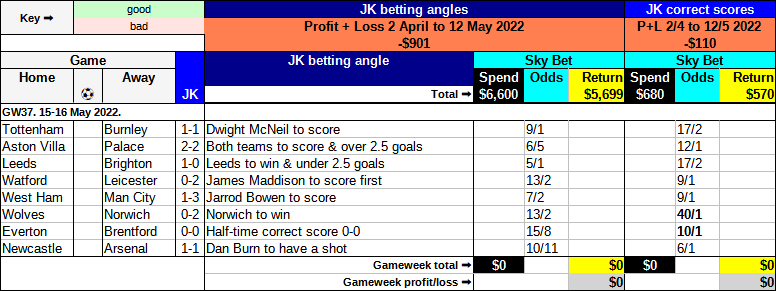 Key ➡ good JK betting angles JK correct scores
bad Profit + Loss 2 April to 12 May 2022 P+L 2/4 to 12/5 2022
-$901 -$110
Game JK betting angle Sky Bet Sky Bet
Home Away JK Spend Odds Return Spend Odds Return
Total ➡ $6,600 5,699 $680 $570
GW37. 15-16 May 2022.
Tottenham Burnley 1-1 Dwight McNeil to score 9/1 17/2
Aston Villa Palace 2-2 Both teams to score & over 2.5 goals 6/5 12/1
Leeds Brighton 1-0 Leeds to win & under 2.5 goals 5/1 17/2
Watford Leicester 0-2 James Maddison to score first 13/2 9/1
West Ham Man City 1-3 Jarrod Bowen to score 7/2 9/1
Wolves Norwich 0-2 Norwich to win 13/2 40/1
Everton Brentford 0-0 Half-time correct score 0-0 15/8 10/1
Newcastle Arsenal 1-1 Dan Burn to have a shot 10/11 6/1
Gameweek total ➡ $0 $0 $0 $0
Gameweek profit/loss ➡ $0 $0